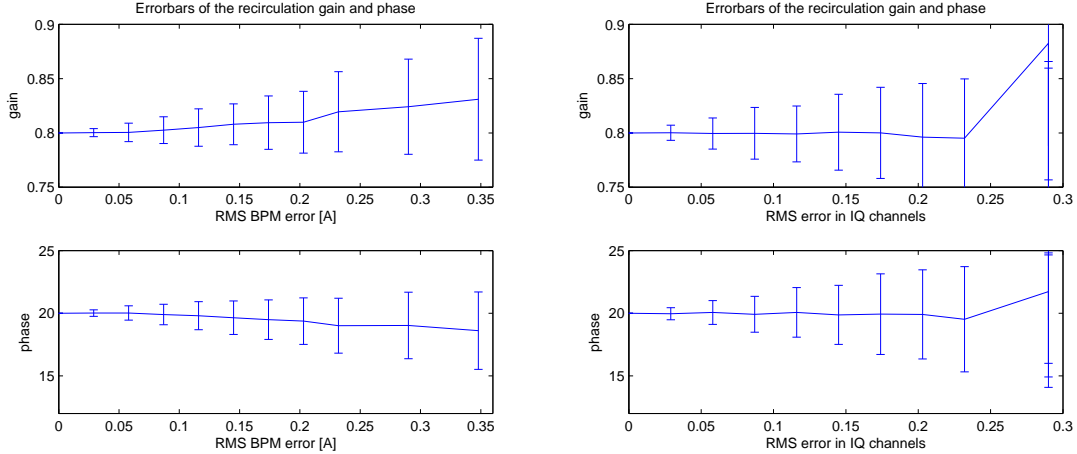 Errorbars of the recirculation gain and phase
0.9
0.85
0.8
0.75
gain
0 0.05 0.1 0.15 0.2 0.25 0.3 0.35
RMS BPM error [A]
25
20
15
phase
0 0.05 0.1 0.15 0.2 0.25 0.3 0.35
RMS BPM error [A]
Errorbars of the recirculation gain and phase
0.9
0.85
0.8
0.75
gain
0 0.05 0.1 0.15 0.2 0.25 0.3
RMS error in IQ channels
25
20
15
phase
0 0.05 0.1 0.15 0.2 0.25 0.3
RMS error in IQ channels